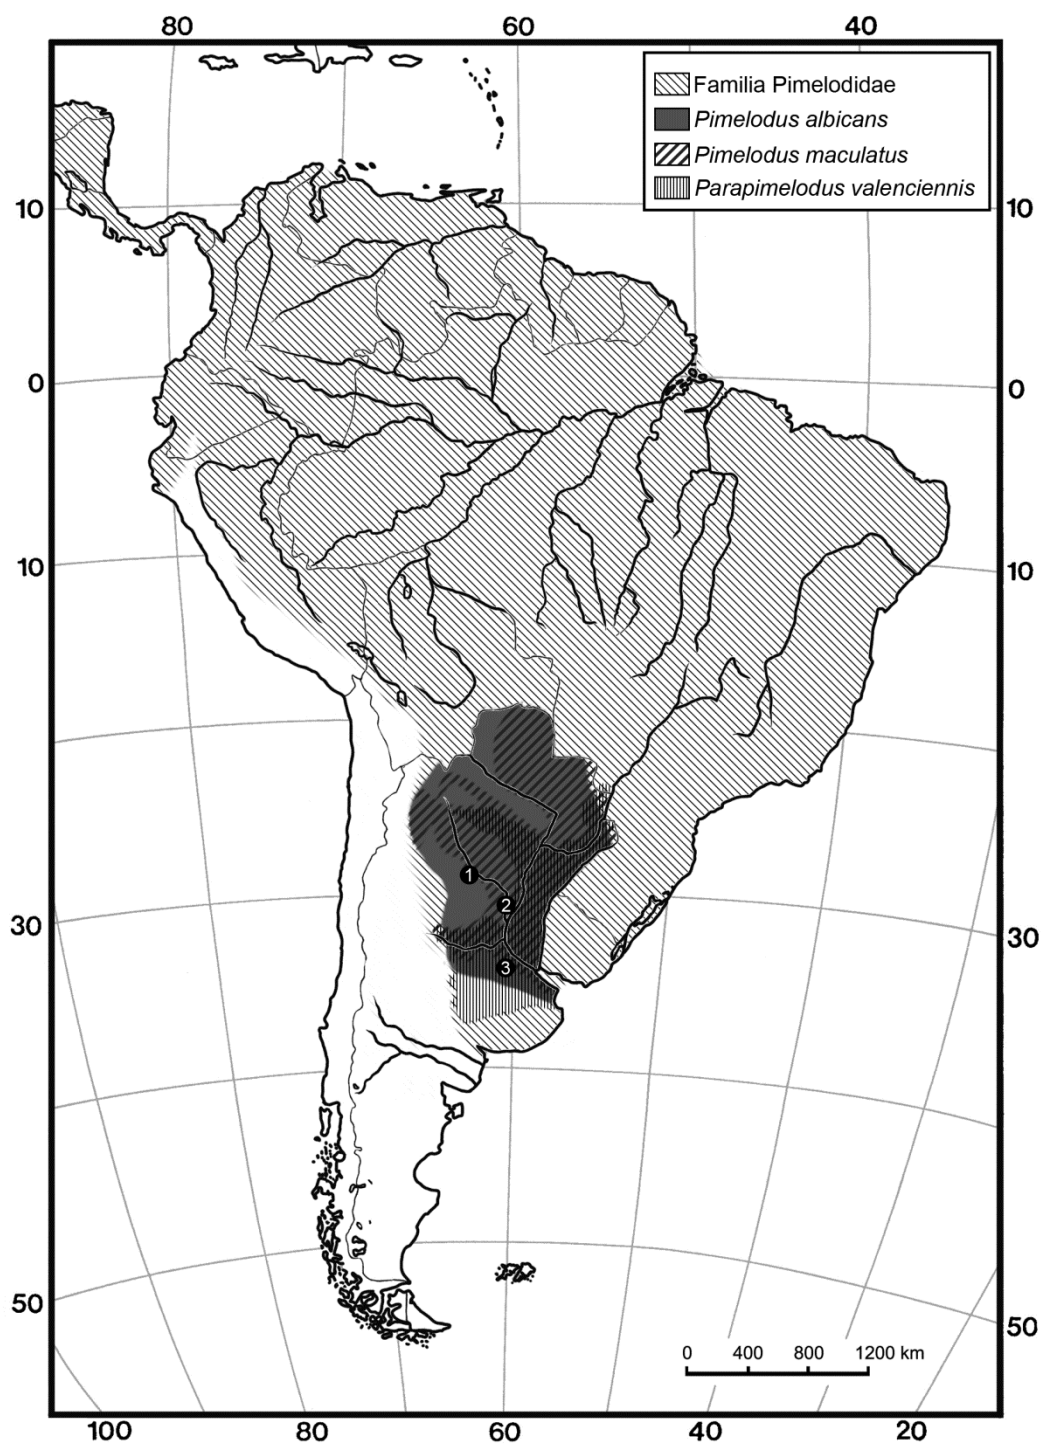 80 60 40
Familia Pimelodidae
Pimelodus albicans
Pimelodus maculatus
Parapimelodus valenciennis
10 10
0 0
10 10
1
2
30 30
3
50 50
0 400 800 1200 km
100 80 60 40 20